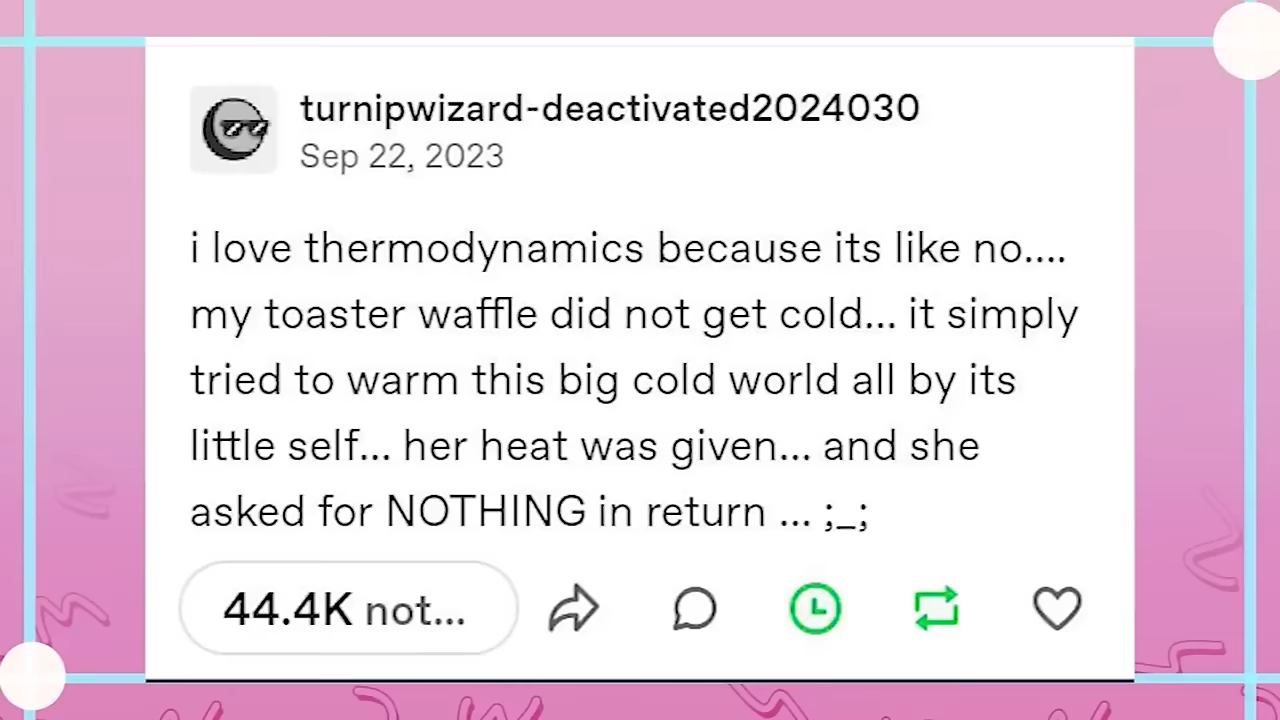 turnipwizard-deactivated2024030
Sep 22, 2023
i love thermodynamics because its like no....
my toaster waffle did not get cold... it simply
tried to warm this big cold world all by its
little self... her heat was given... and she
asked for NOTHING in return ... ;_;
44.4K not...